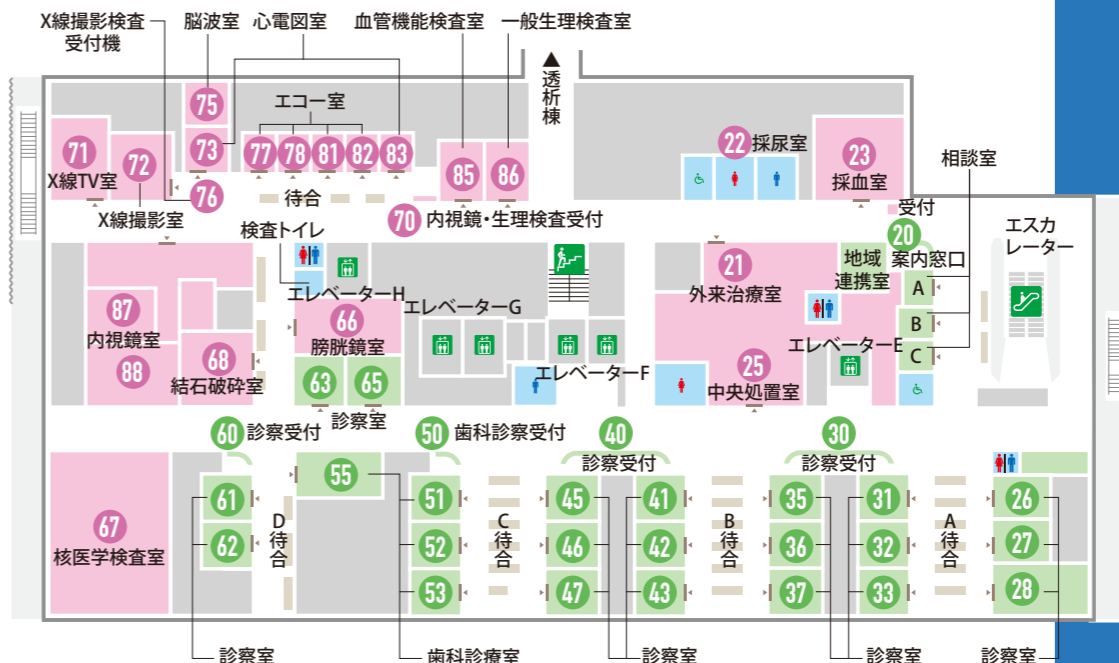 X線撮影検査
受付機
脳波室
心電図室
血管機能検査室
一般生理検査室
▲
透析棟
75
エコー室
71
X線TV室
72
X線撮影室
73
76
77
78
81
82
83
85
86
待合
22
採尿室
23
採血室
相談室
検査トイレ
70
内視鏡・生理検査受付
受付
20
案内窓口
エスカ
レーター
エレベーターH
エレベーターG
21
外来治療室
地域
連携室
A
B
C
87
内視鏡室
88
68
結石破砕室
66
膀胱鏡室
63
65
診察室
エレベーターF
25
中央処置室
エレベーターE
60
診察受付
50
歯科診察受付
40
診察受付
30
診察受付
67
核医学検査室
61
62
D待合
55
51
52
53
C待合
45
46
47
41
42
43
B待合
35
36
37
31
32
33
A待合
26
27
28
診察室
歯科診療室
診察室
診察室
診察室